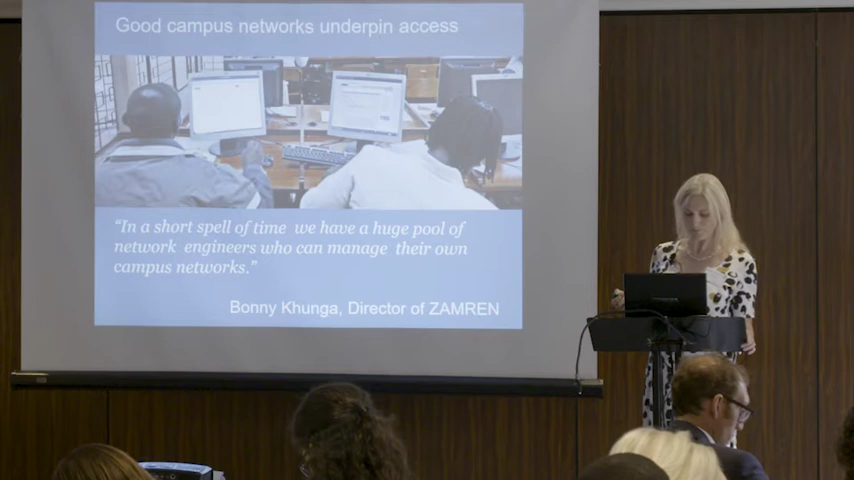 Good campus networks underpin access
“In a short spell of time we have a huge pool of
network engineers who can manage their own
campus networks.”
Bonny Khunga, Director of ZAMREN